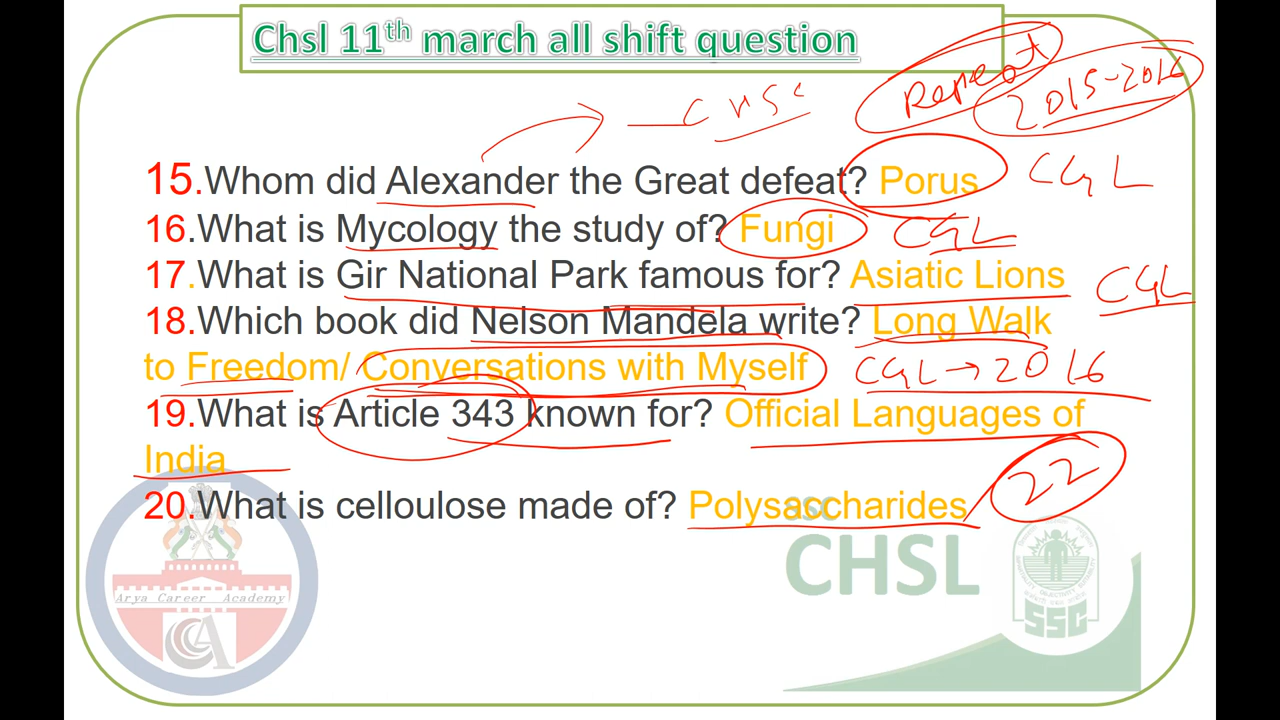 Chsl 11th march all shift question
Repeat
2015-2016
CHSL
15.Whom did Alexander the Great defeat? Porus CGL
16.What is Mycology the study of? Fungi CGL
17.What is Gir National Park famous for? Asiatic Lions CGL
18.Which book did Nelson Mandela write? Long Walk
to Freedom/ Conversations with Myself CGL→2016
19.What is Article 343 known for? Official Languages of
India
22
20.What is celloulose made of? Polysaccharides
SSC
CHSL
Arya Career Academy
CCA
SSC